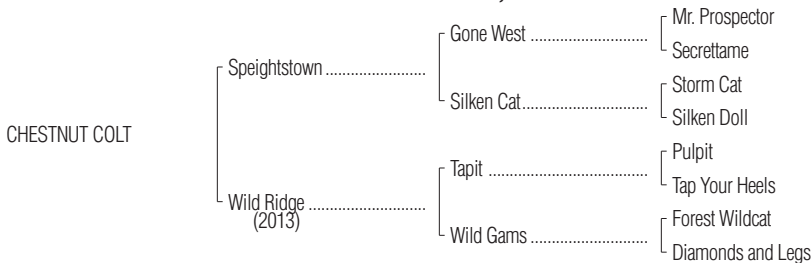 Mr. Prospector
Gone West ..............................
Secrettame
Speightstown .........................
Storm Cat
Silken Cat................................
Silken Doll
CHESTNUT COLT
Pulpit
Tapit ........................................
Tap Your Heels
Wild Ridge .............................
(2013)
Forest Wildcat
Wild Gams ..............................
Diamonds and Legs